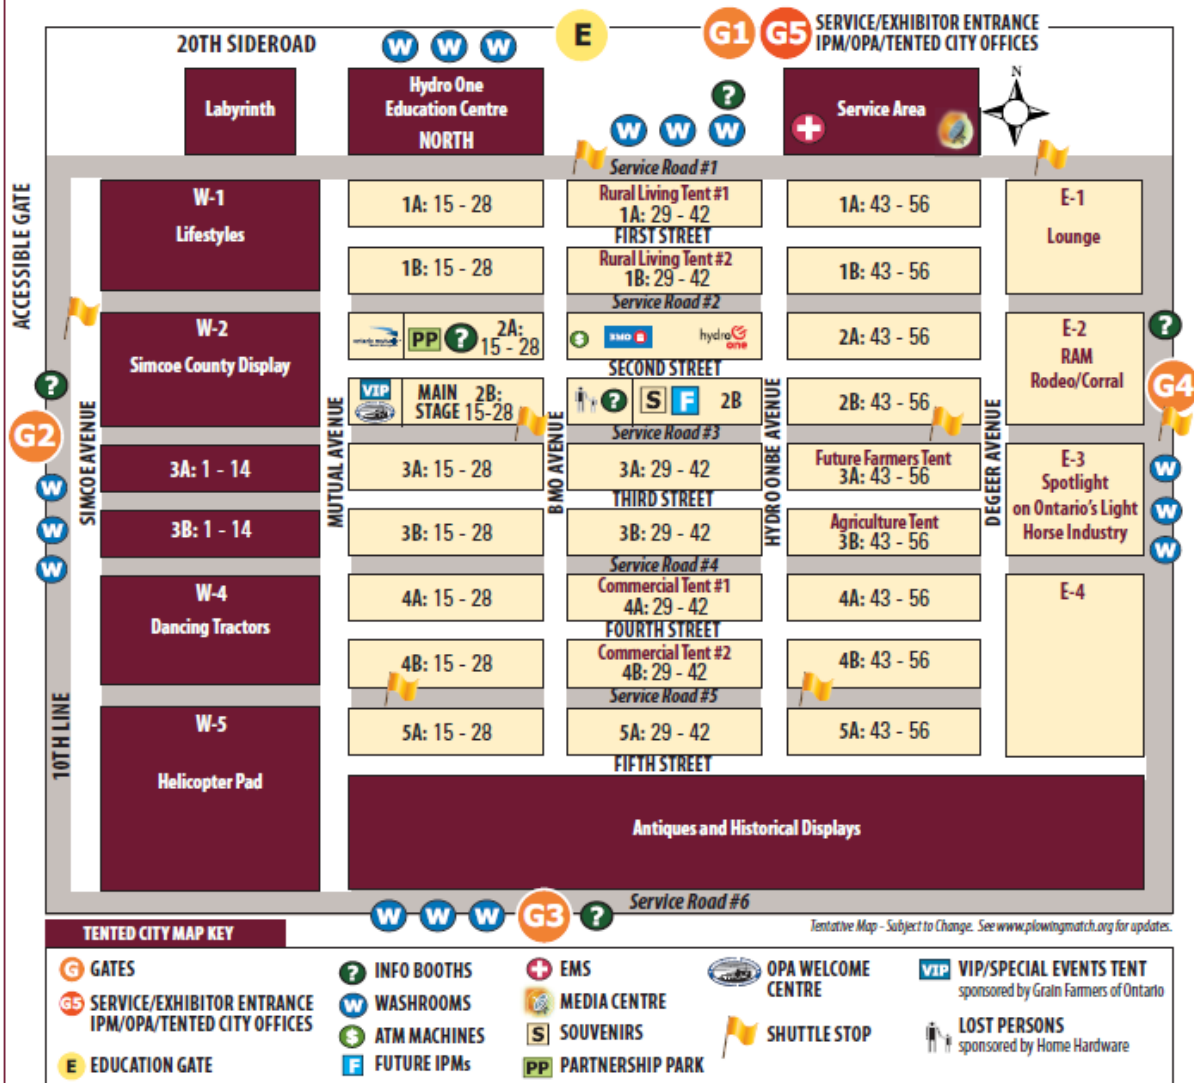 E
G1
G5
SERVICE/EXHIBITOR ENTRANCE
IPM/OPA/TENTED CITY OFFICES
20TH SIDEROAD
W W W
Labyrinth
Hydro One
Education Centre
NORTH
?
W W W
Service Area
N
Service Road #1
ACCESSIBLE GATE
W-1
Lifestyles
1A: 15 - 28
Rural Living Tent #1
1A: 29 - 42
1A: 43 - 56
E-1
Lounge
FIRST STREET
1B: 15 - 28
Rural Living Tent #2
1B: 29 - 42
1B: 43 - 56
Service Road #2
W-2
Simcoe County Display
PP
?
2A:
15 - 28
$
BMO
hydro
one
2A: 43 - 56
E-2
RAM
Rodeo/Corral
?
G4
SECOND STREET
?
G2
VIP
MAIN
STAGE
2B:
15-28
?
S
F
2B
2B: 43 - 56
Service Road #3
SIMCOE AVENUE
MUTUAL AVENUE
BMO AVENUE
HYDRO ONBE AVENUE
DEGEER AVENUE
3A: 1 - 14
3A: 15 - 28
3A: 29 - 42
Future Farmers Tent
3A: 43 - 56
E-3
Spotlight
on Ontario's Light
Horse Industry
THIRD STREET
W
W
W
W
W
W
3B: 1 - 14
3B: 15 - 28
3B: 29 - 42
Agriculture Tent
3B: 43 - 56
Service Road #4
W-4
Dancing Tractors
4A: 15 - 28
Commercial Tent #1
4A: 29 - 42
4A: 43 - 56
E-4
FOURTH STREET
4B: 15 - 28
Commercial Tent #2
4B: 29 - 42
4B: 43 - 56
Service Road #5
10TH LINE
W-5
Helicopter Pad
5A: 15 - 28
5A: 29 - 42
5A: 43 - 56
FIFTH STREET
Antiques and Historical Displays
Service Road #6
W W W G3 ?
Tentative Map - Subject to Change. See www.plowingmatch.org for updates.
TENTED CITY MAP KEY
G GATES
G5 SERVICE/EXHIBITOR ENTRANCE
IPM/OPA/TENTED CITY OFFICES
E EDUCATION GATE
? INFO BOOTHS
W WASHROOMS
$ ATM MACHINES
F FUTURE IPMs
EMS
MEDIA CENTRE
S SOUVENIRS
PP PARTNERSHIP PARK
OPA WELCOME
CENTRE
SHUTTLE STOP
VIP VIP/SPECIAL EVENTS TENT
sponsored by Grain Farmers of Ontario
LOST PERSONS
sponsored by Home Hardware